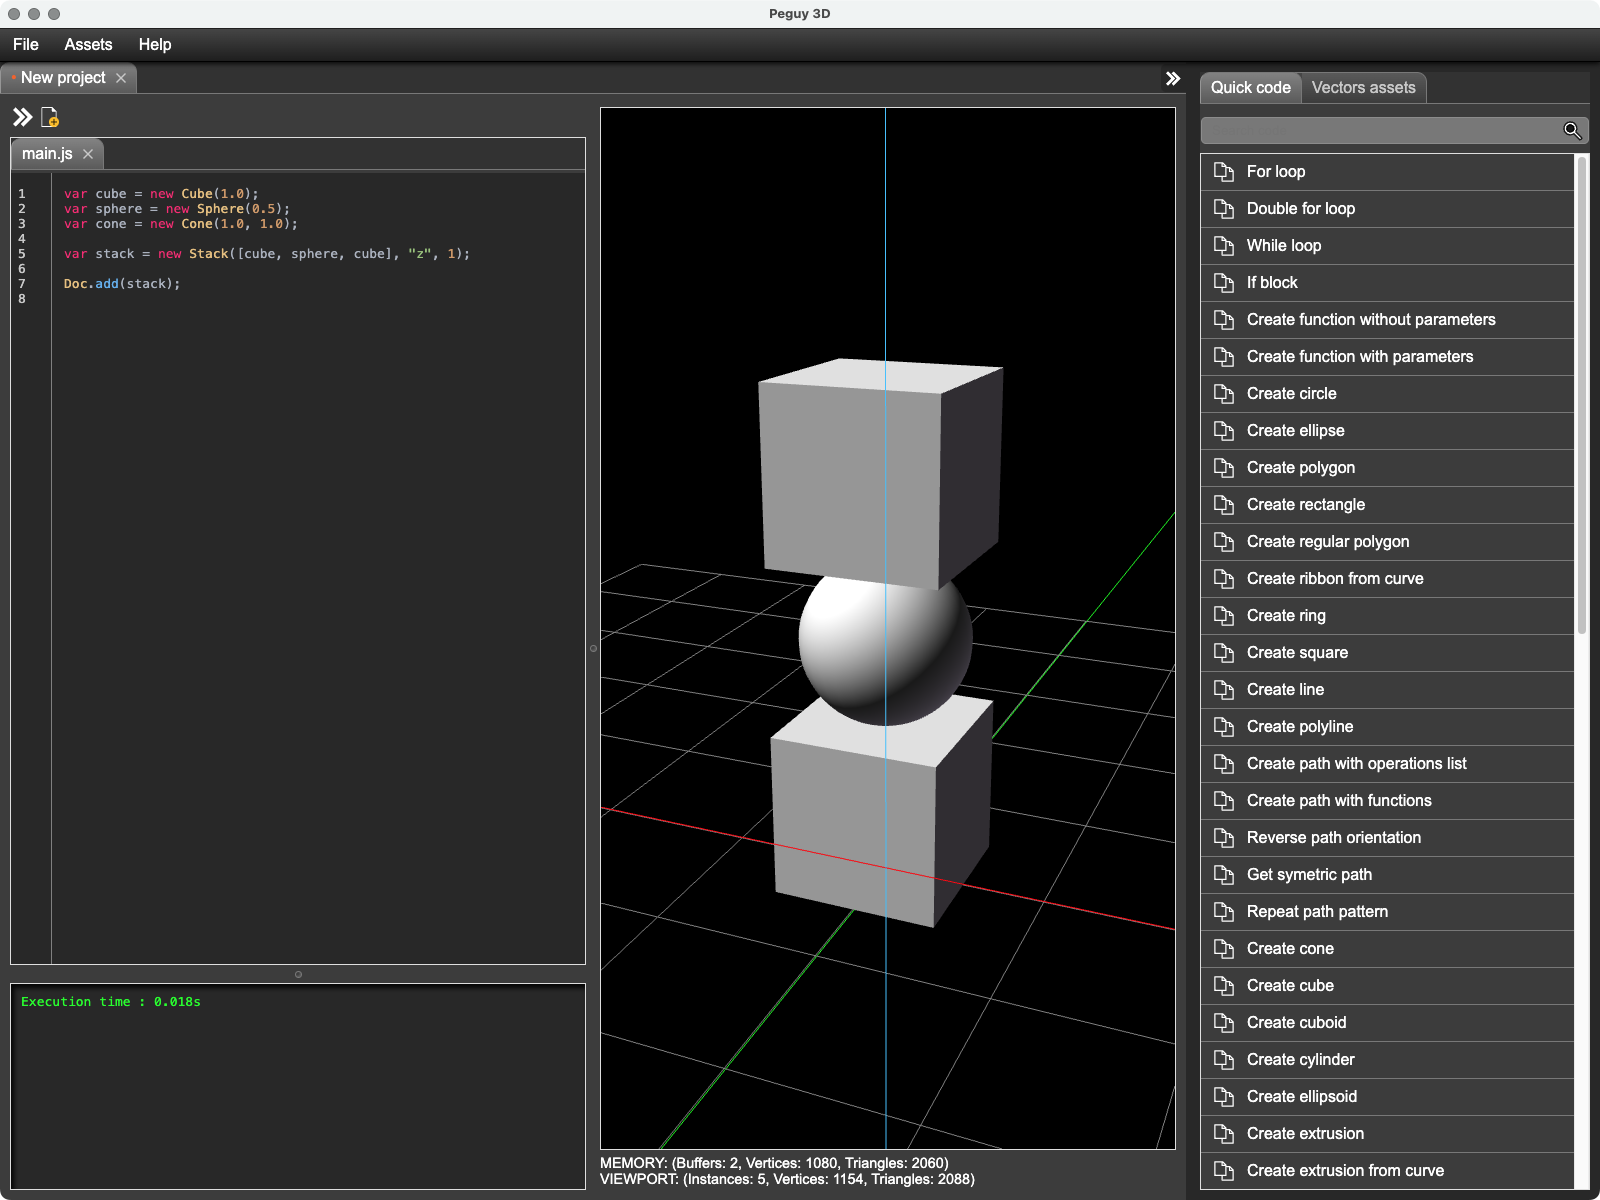 Peguy 3D
File Assets Help
New project
Quick code Vectors assets
main.js
1 var cube = new Cube(1.0);
2 var sphere = new Sphere(0.5);
3 var cone = new Cone(1.0, 1.0);
4
5 var stack = new Stack([cube, sphere, cube], "z", 1);
6
7 Doc.add(stack);
8
Execution time : 0.018s
MEMORY: (Buffers: 2, Vertices: 1080, Triangles: 2060)
VIEWPORT: (Instances: 5, Vertices: 1154, Triangles: 2088)
For loop
Double for loop
While loop
If block
Create function without parameters
Create function with parameters
Create circle
Create ellipse
Create polygon
Create rectangle
Create regular polygon
Create ribbon from curve
Create ring
Create square
Create line
Create polyline
Create path with operations list
Create path with functions
Reverse path orientation
Get symetric path
Repeat path pattern
Create cone
Create cube
Create cuboid
Create cylinder
Create ellipsoid
Create extrusion
Create extrusion from curve